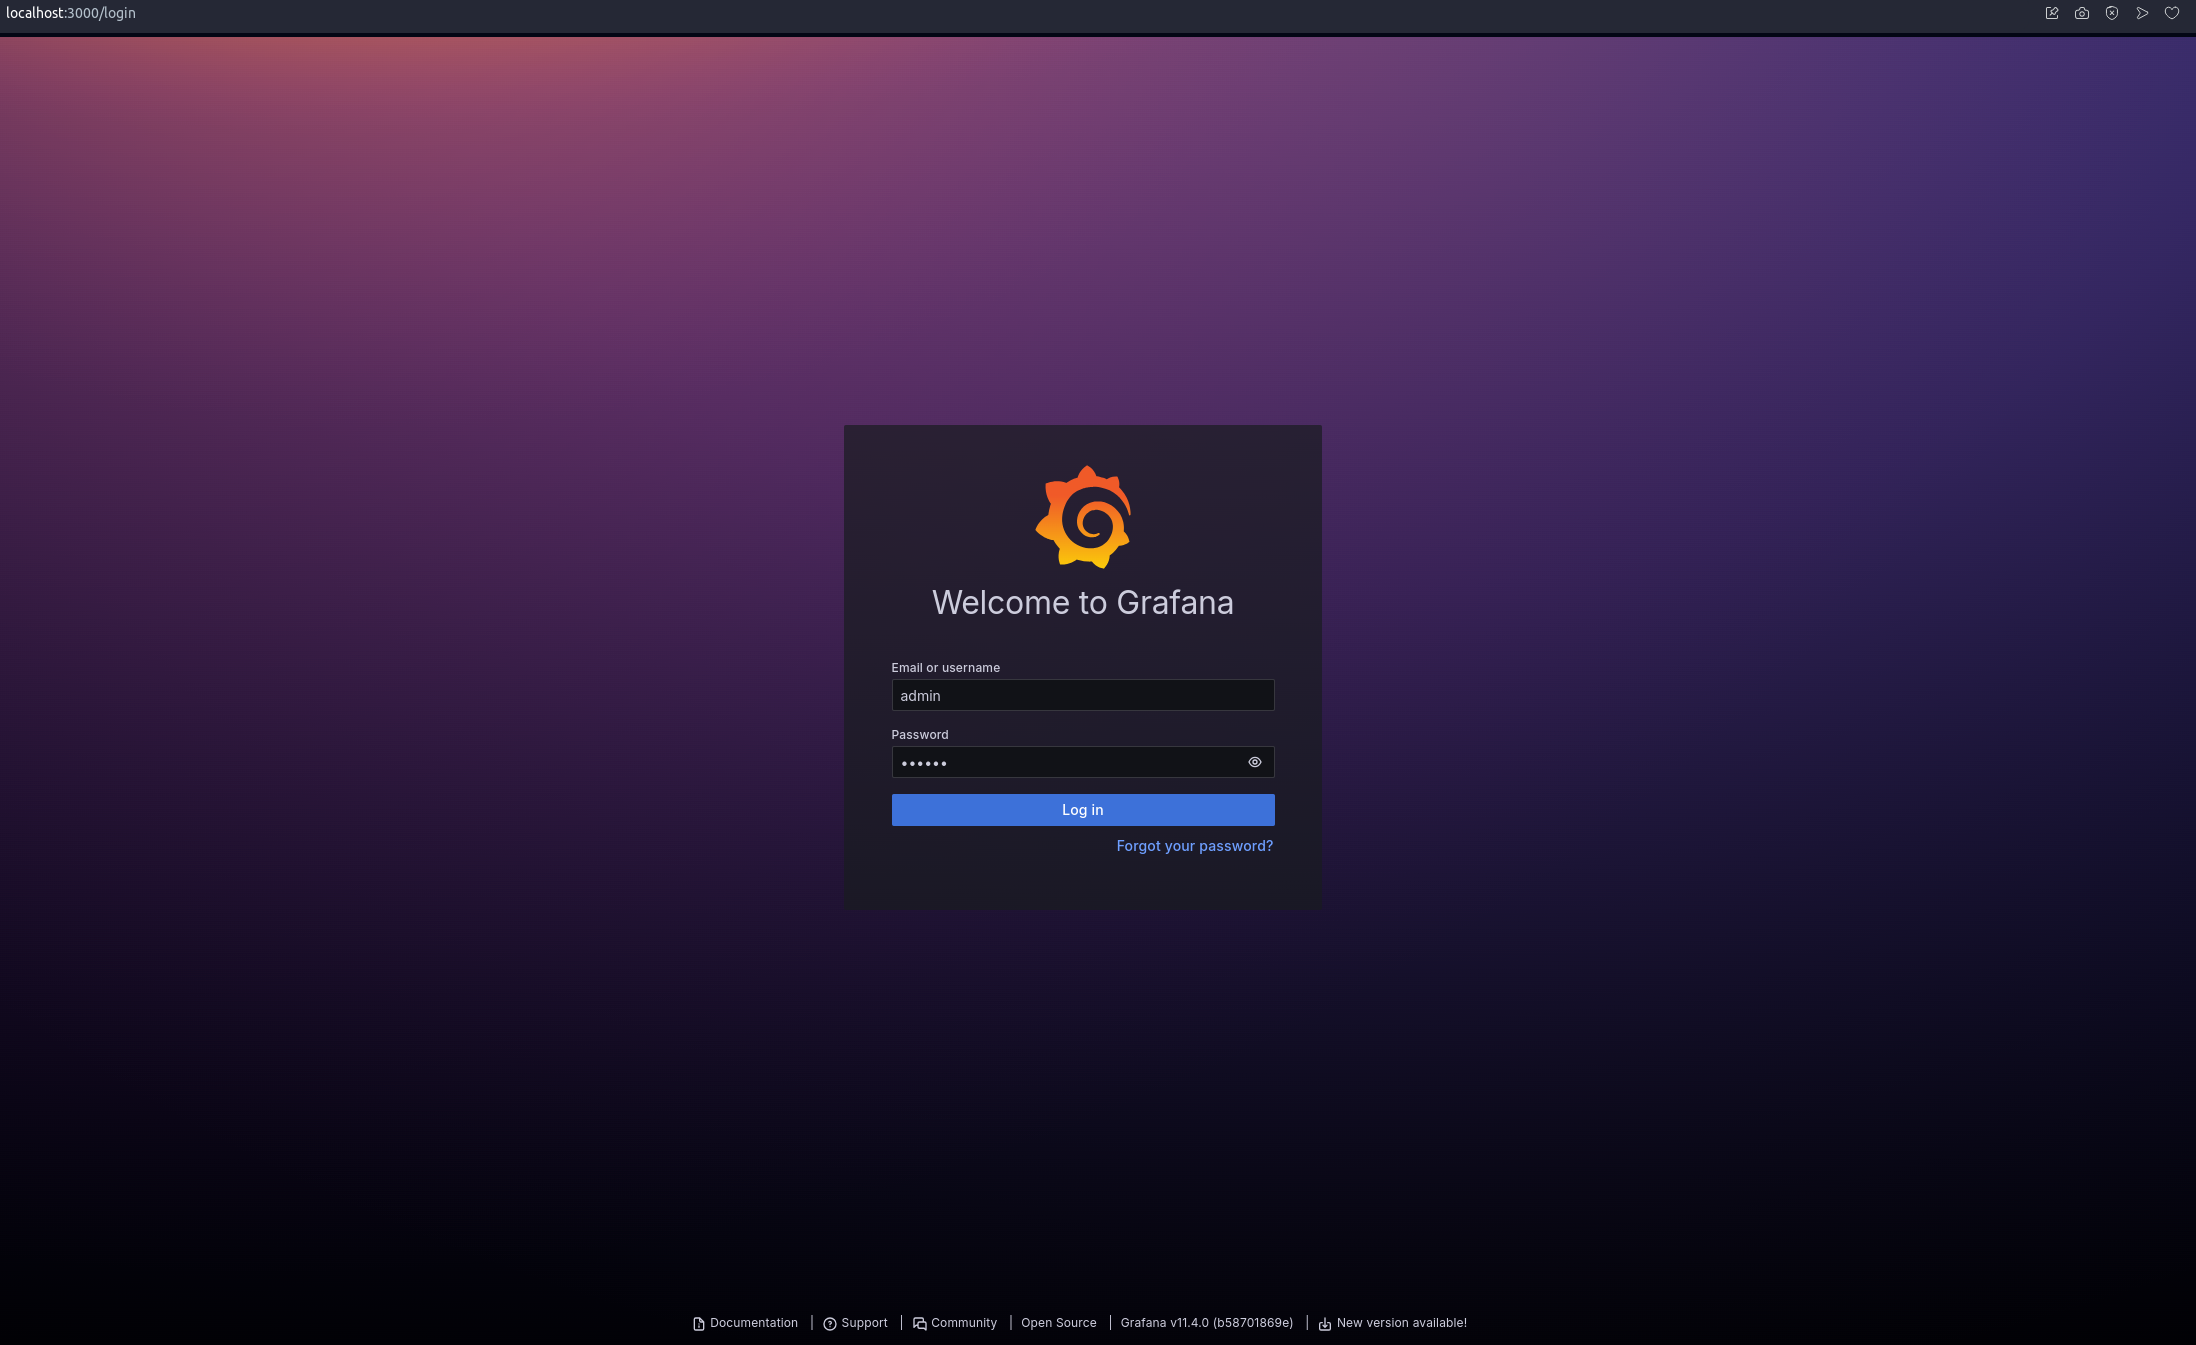 localhost:3000/login
Welcome to Grafana
Email or username
admin
Password
••••••
Log in
Forgot your password?
Documentation | Support | Community | Open Source | Grafana v11.4.0 (b58701869e) | New version available!